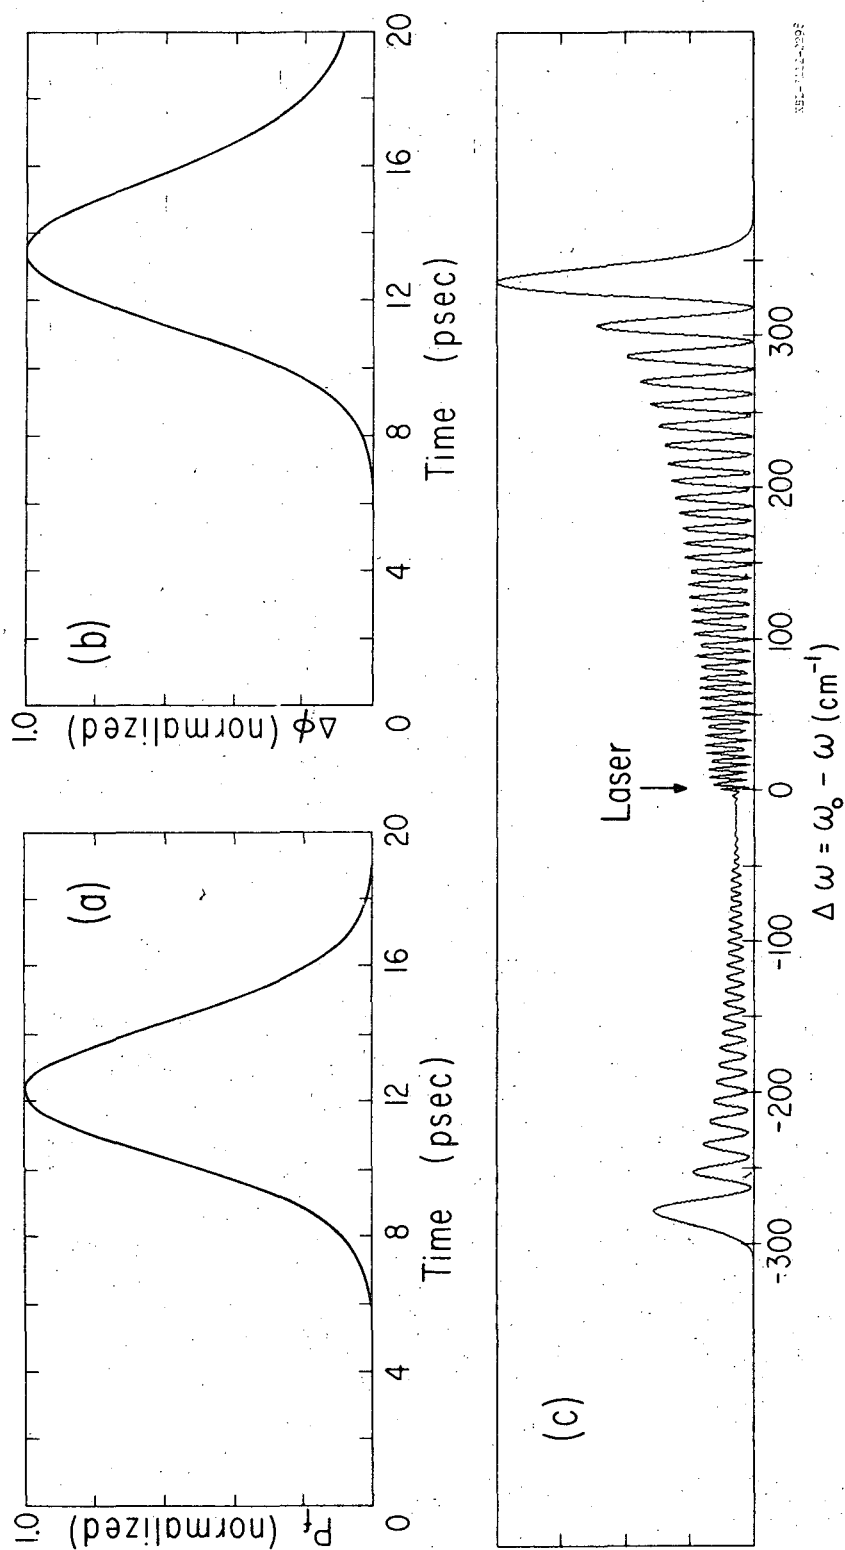 (a)
1.0
P_f (normalized)
0 4 8 12 16 20
Time (psec)
(b)
1.0
Δϕ (normalized)
0 4 8 12 16 20
Time (psec)
(c)
Laser
-300 -200 -100 0 100 200 300
Δ ω = ω₀ - ω (cm⁻¹)